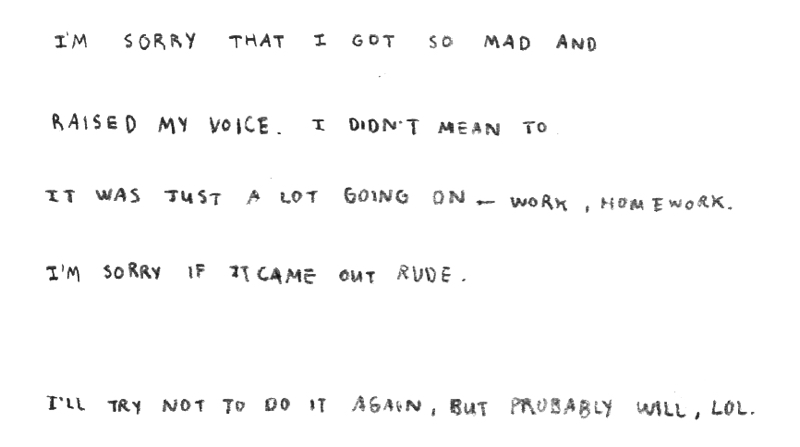 I'M SORRY THAT I GOT SO MAD AND
RAISED MY VOICE. I DIDN'T MEAN TO
IT WAS JUST A LOT GOING ON – WORK, HOMEWORK.
I'M SORRY IF IT CAME OUT RUDE.
I'LL TRY NOT TO DO IT AGAIN, BUT PROBABLY WILL, LOL.